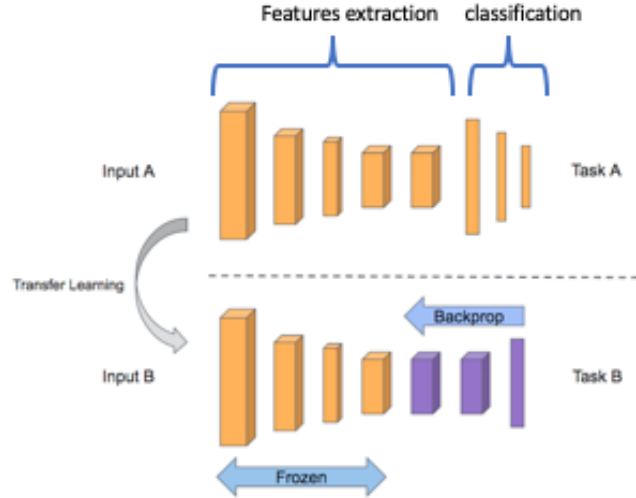 Features extraction
classification
Input A
Task A
Transfer Learning
Backprop
Input B
Task B
Frozen